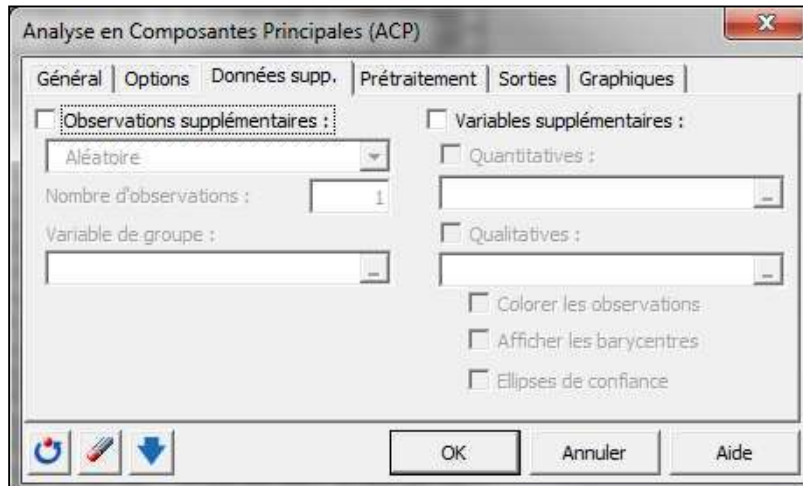 Analyse en Composantes Principales (ACP)
Général Options Données supp. Prétraitement Sorties Graphiques
Observations supplémentaires :
Aléatoire
Nombre d'observations : 1
Variable de groupe :
Variables supplémentaires :
Quantitatives :
Qualitatives :
Colorer les observations
Afficher les barycentres
Ellipses de confiance
OK Annuler Aide